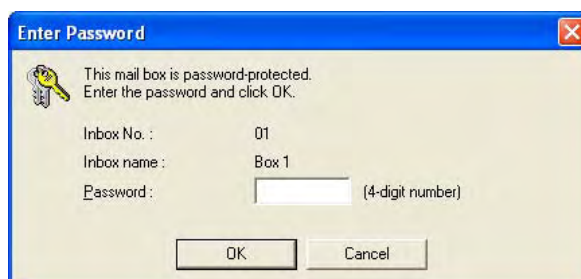 Enter Password
This mail box is password-protected.
Enter the password and click OK.
Inbox No. : 01
Inbox name : Box 1
Password : (4-digit number)
OK Cancel